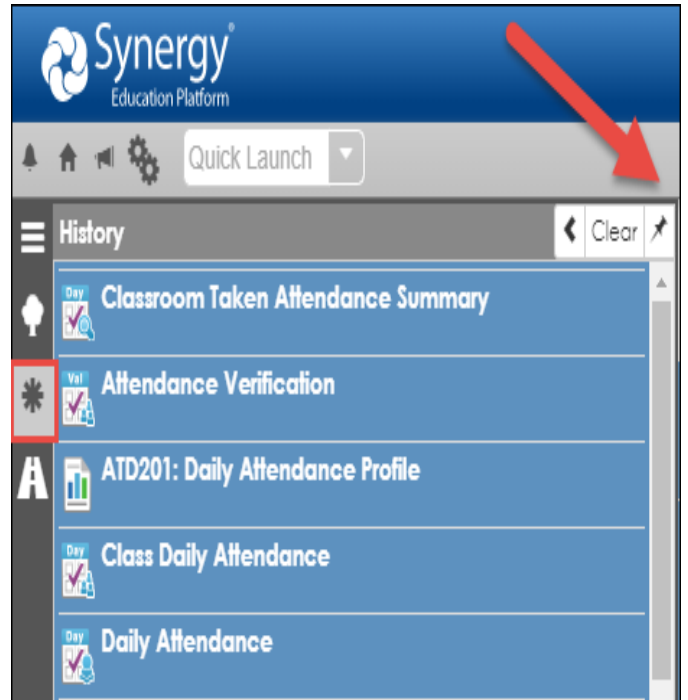 Synergy
Education Platform
Quick Launch
History
Clear
Day
Classroom Taken Attendance Summary
Val
Attendance Verification
ATD201: Daily Attendance Profile
Day
Class Daily Attendance
Day
Daily Attendance